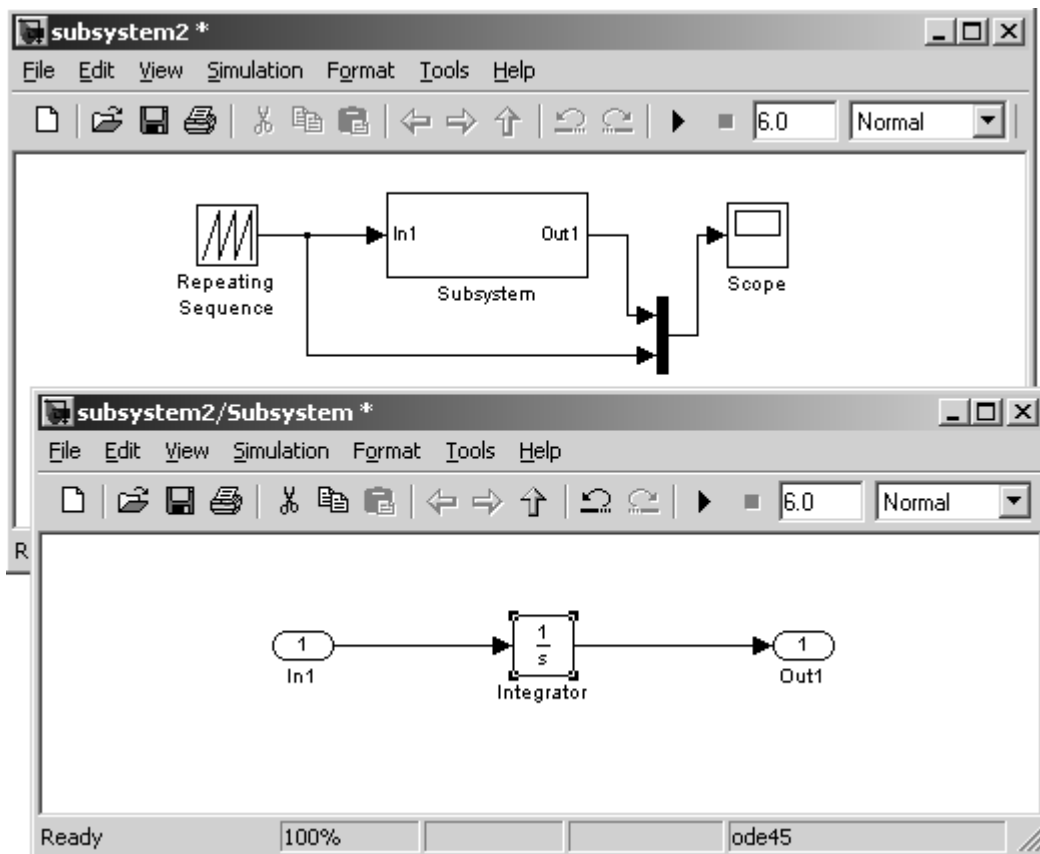 subsystem2 *
File Edit View Simulation Format Tools Help
6.0 Normal
In1 Out1
Repeating
Sequence
Subsystem
Scope
subsystem2/Subsystem *
File Edit View Simulation Format Tools Help
6.0 Normal
R
1
In1
1
s
Integrator
1
Out1
Ready 100% ode45